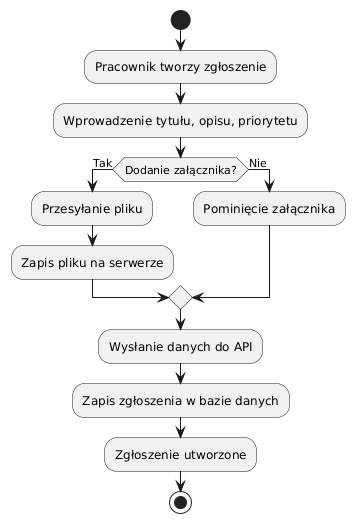 Pracownik tworzy zgłoszenie
Wprowadzenie tytułu, opisu, priorytetu
Tak
Dodanie załącznika?
Nie
Przesyłanie pliku
Pominięcie załącznika
Zapis pliku na serwerze
Wysłanie danych do API
Zapis zgłoszenia w bazie danych
Zgłoszenie utworzone